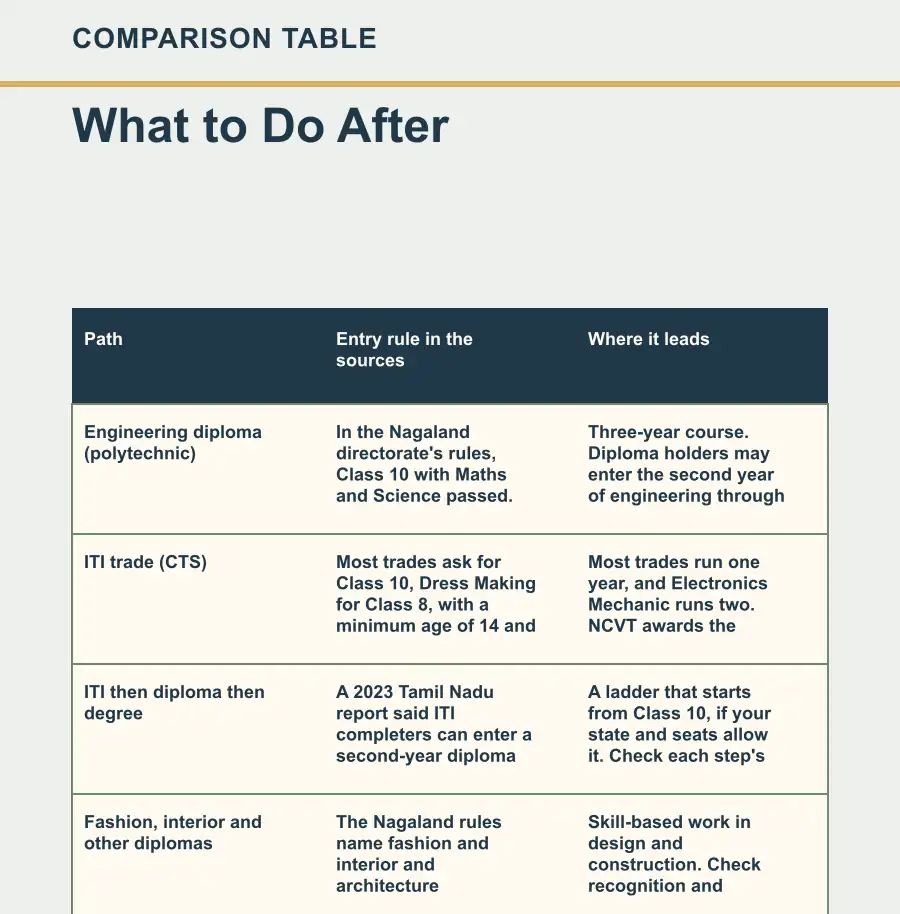 COMPARISON TABLE
What to Do After
Path
Entry rule in the
sources
Where it leads
Engineering diploma
(polytechnic)
In the Nagaland
directorate's rules,
Class 10 with Maths
and Science passed.
Three-year course.
Diploma holders may
enter the second year
of engineering through
ITI trade (CTS)
Most trades ask for
Class 10, Dress Making
for Class 8, with a
minimum age of 14 and
Most trades run one
year, and Electronics
Mechanic runs two.
NCVT awards the
ITI then diploma then
degree
A 2023 Tamil Nadu
report said ITI
completers can enter a
second-year diploma
A ladder that starts
from Class 10, if your
state and seats allow
it. Check each step's
Fashion, interior and
other diplomas
The Nagaland rules
name fashion and
interior and
architecture
Skill-based work in
design and
construction. Check
recognition and